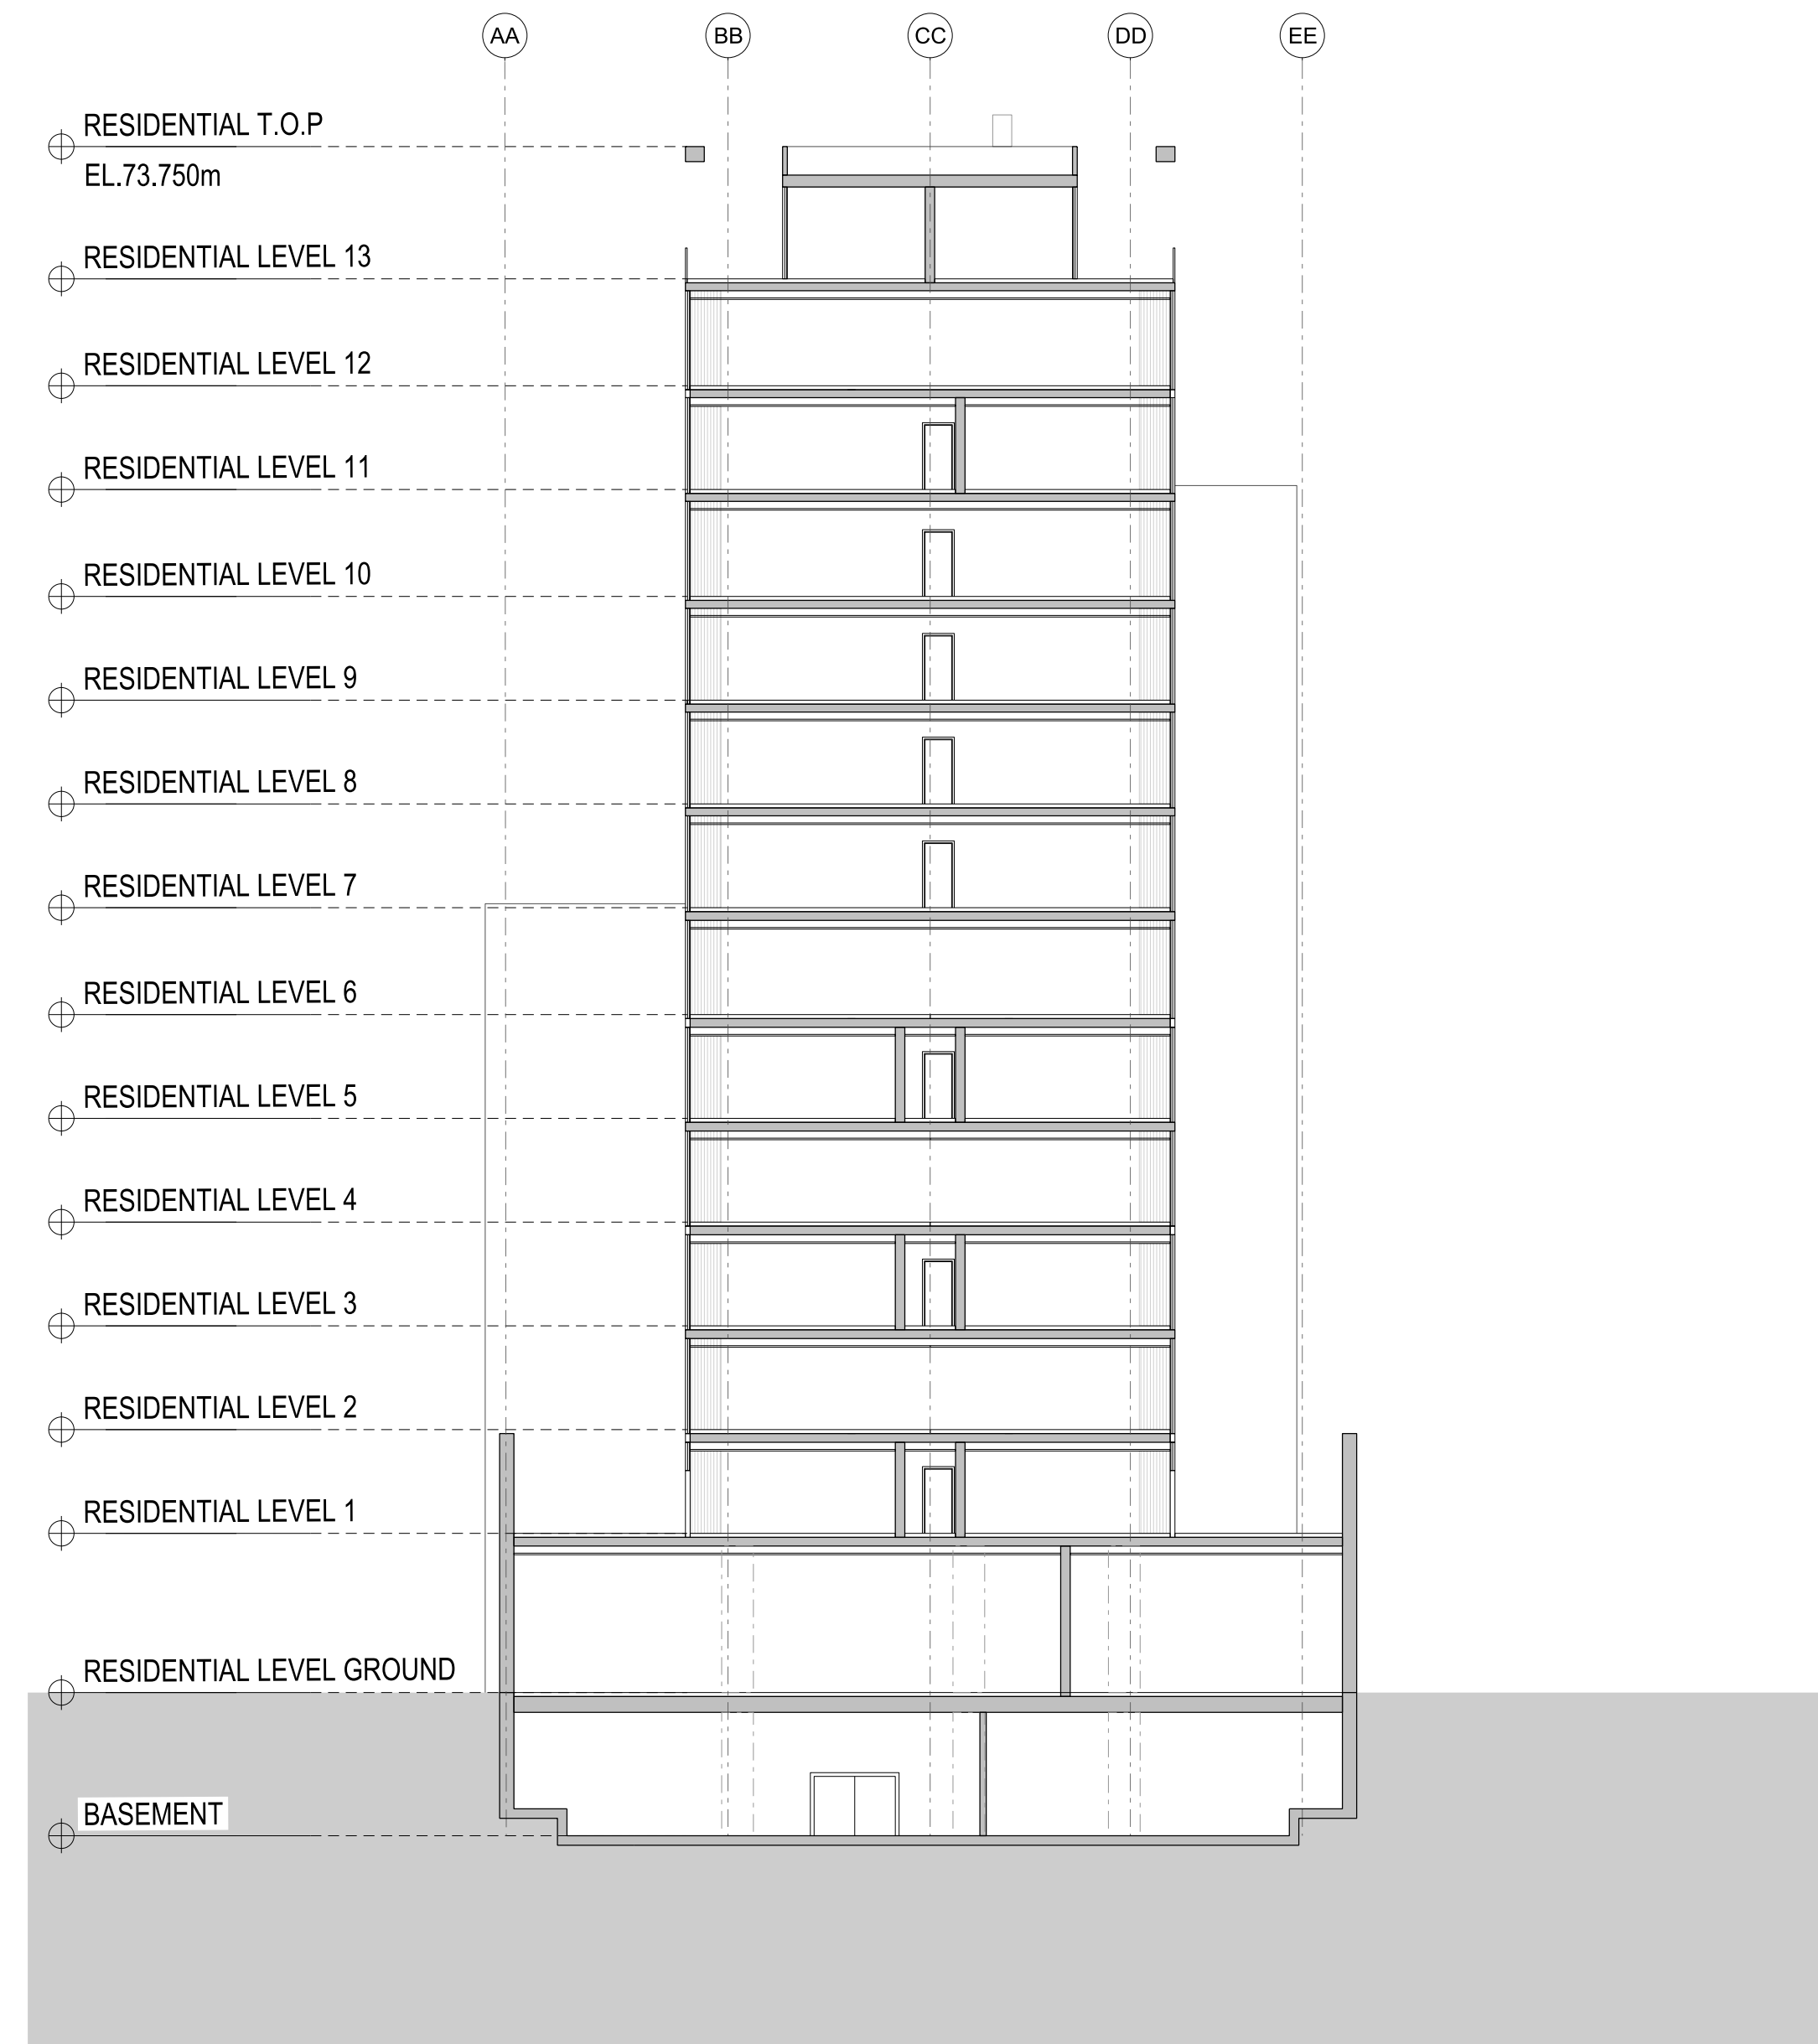 AA BB CC DD EE
RESIDENTIAL T.O.P
EL.73.750m
RESIDENTIAL LEVEL 13
RESIDENTIAL LEVEL 12
RESIDENTIAL LEVEL 11
RESIDENTIAL LEVEL 10
RESIDENTIAL LEVEL 9
RESIDENTIAL LEVEL 8
RESIDENTIAL LEVEL 7
RESIDENTIAL LEVEL 6
RESIDENTIAL LEVEL 5
RESIDENTIAL LEVEL 4
RESIDENTIAL LEVEL 3
RESIDENTIAL LEVEL 2
RESIDENTIAL LEVEL 1
RESIDENTIAL LEVEL GROUND
BASEMENT